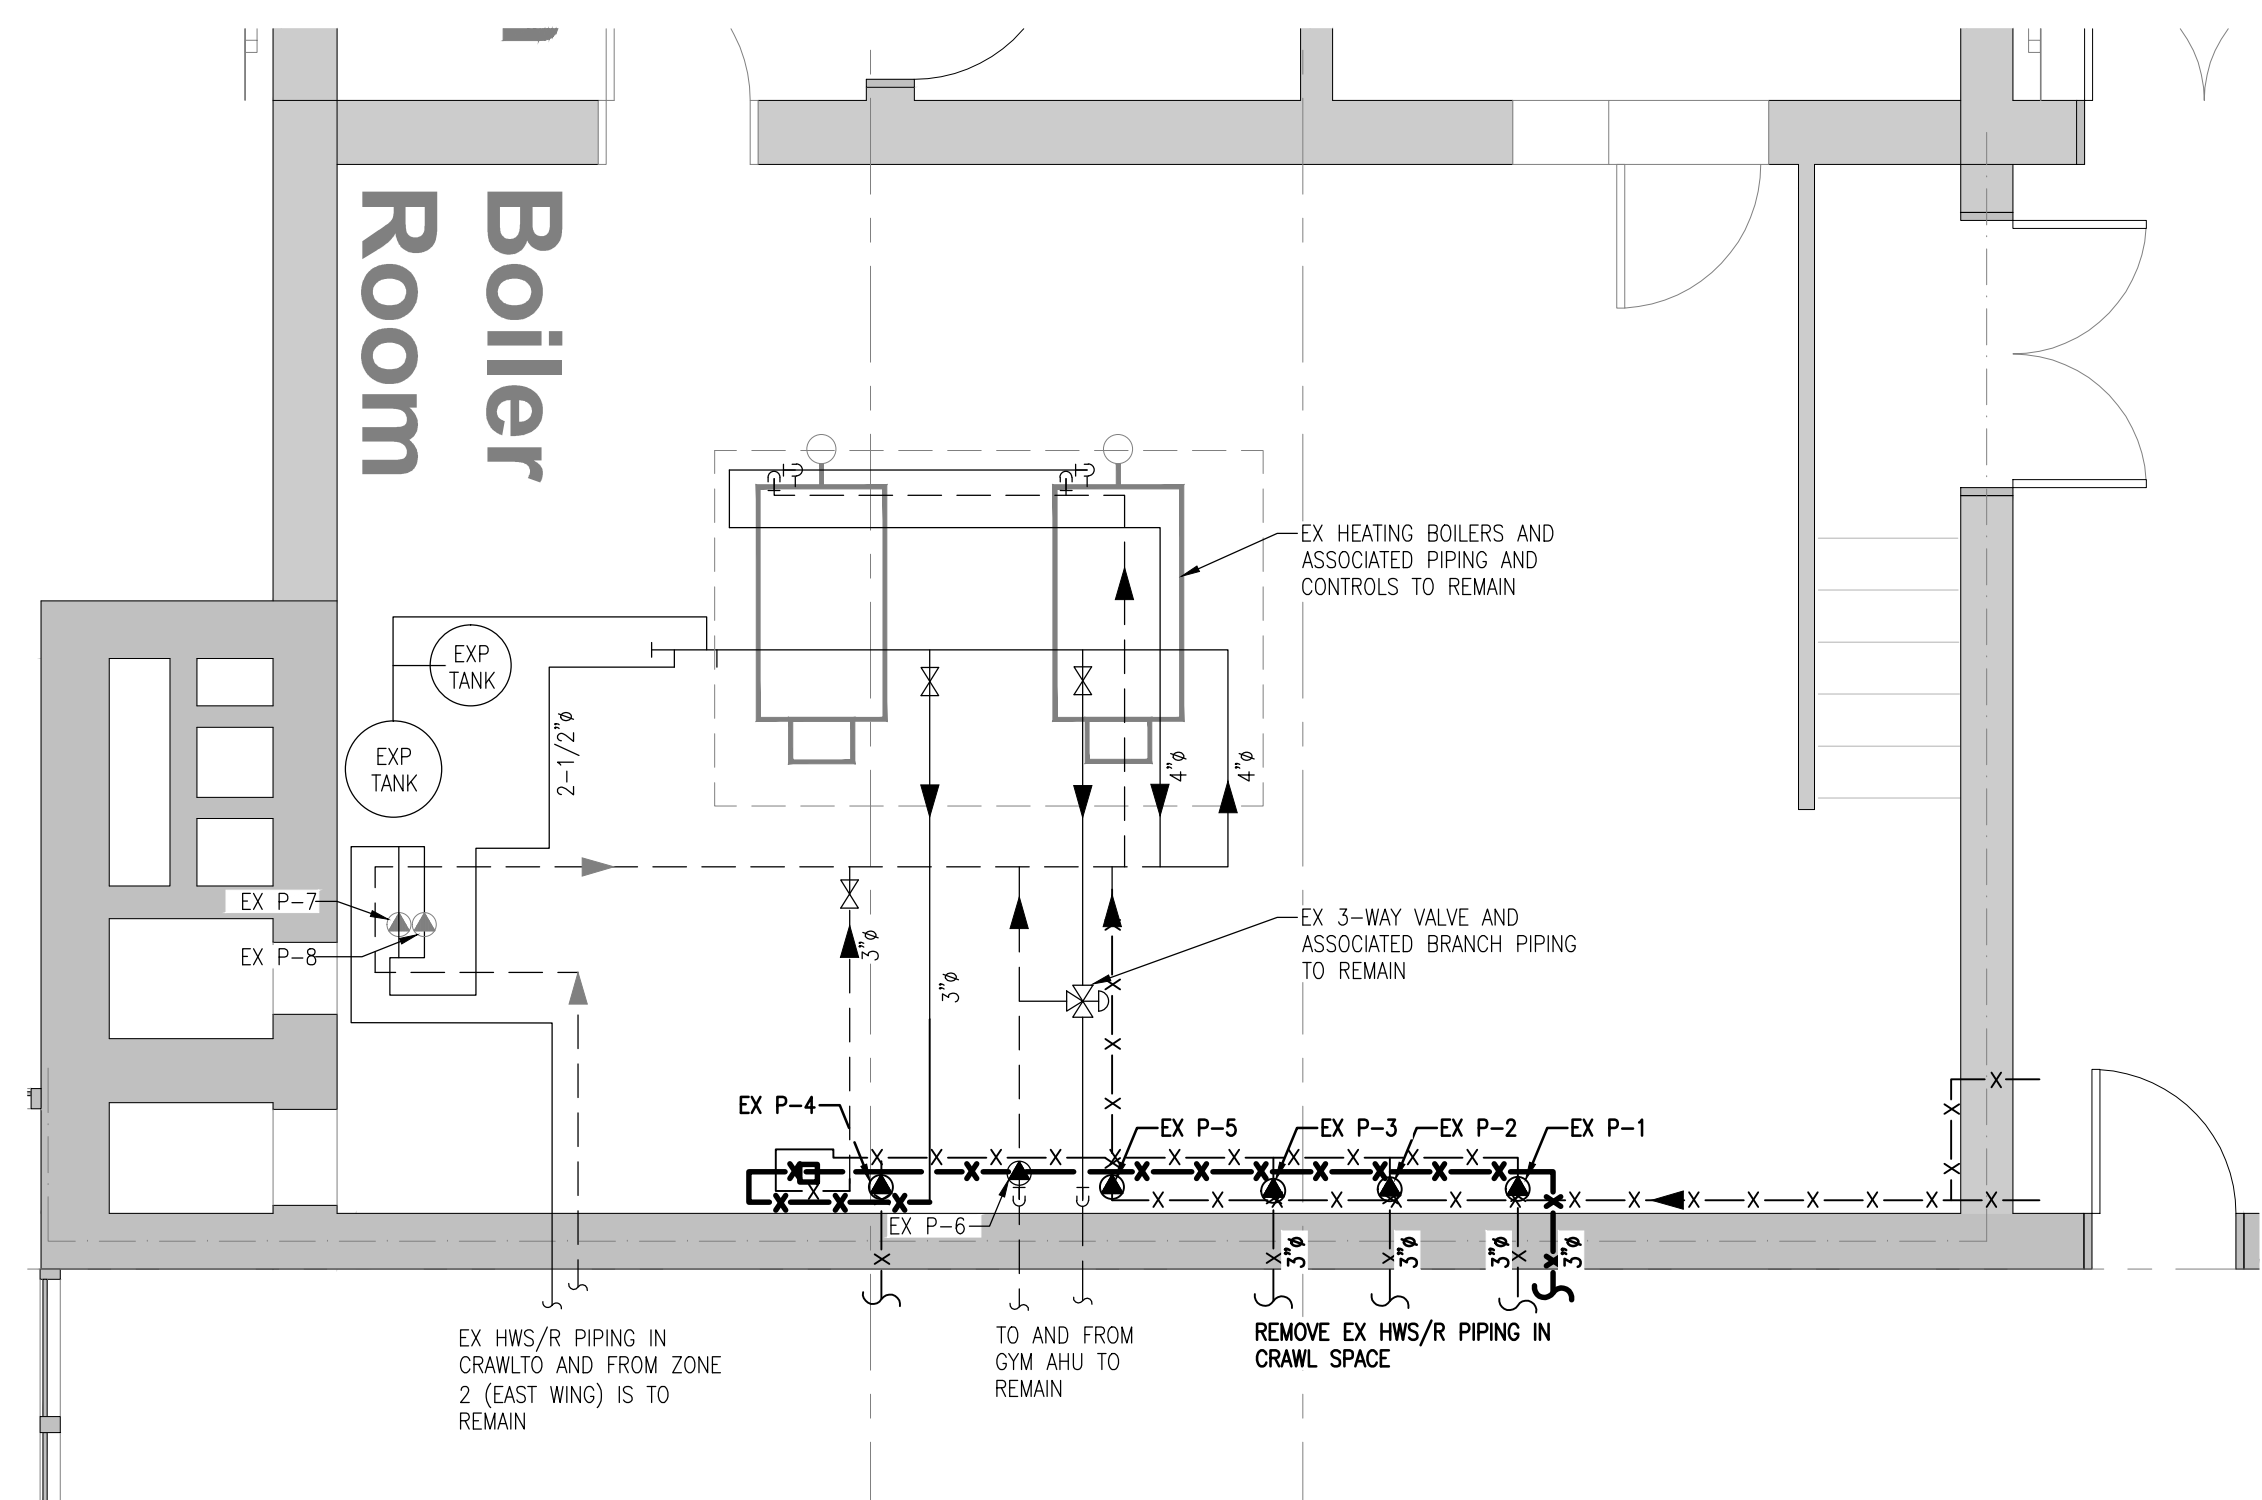 Boiler
Room
EX HEATING BOILERS AND
ASSOCIATED PIPING AND
CONTROLS TO REMAIN
EXP
TANK
EXP
TANK
2-1/2"ø
4"ø
4"ø
EX P-7
EX P-8
3"ø
3"ø
EX 3-WAY VALVE AND
ASSOCIATED BRANCH PIPING
TO REMAIN
EX P-4
EX P-5
EX P-3
EX P-2
EX P-1
EX P-6
3"ø
3"ø
3"ø
3"ø
EX HWS/R PIPING IN
CRAWLTO AND FROM ZONE
2 (EAST WING) IS TO
REMAIN
TO AND FROM
GYM AHU TO
REMAIN
REMOVE EX HWS/R PIPING IN
CRAWL SPACE